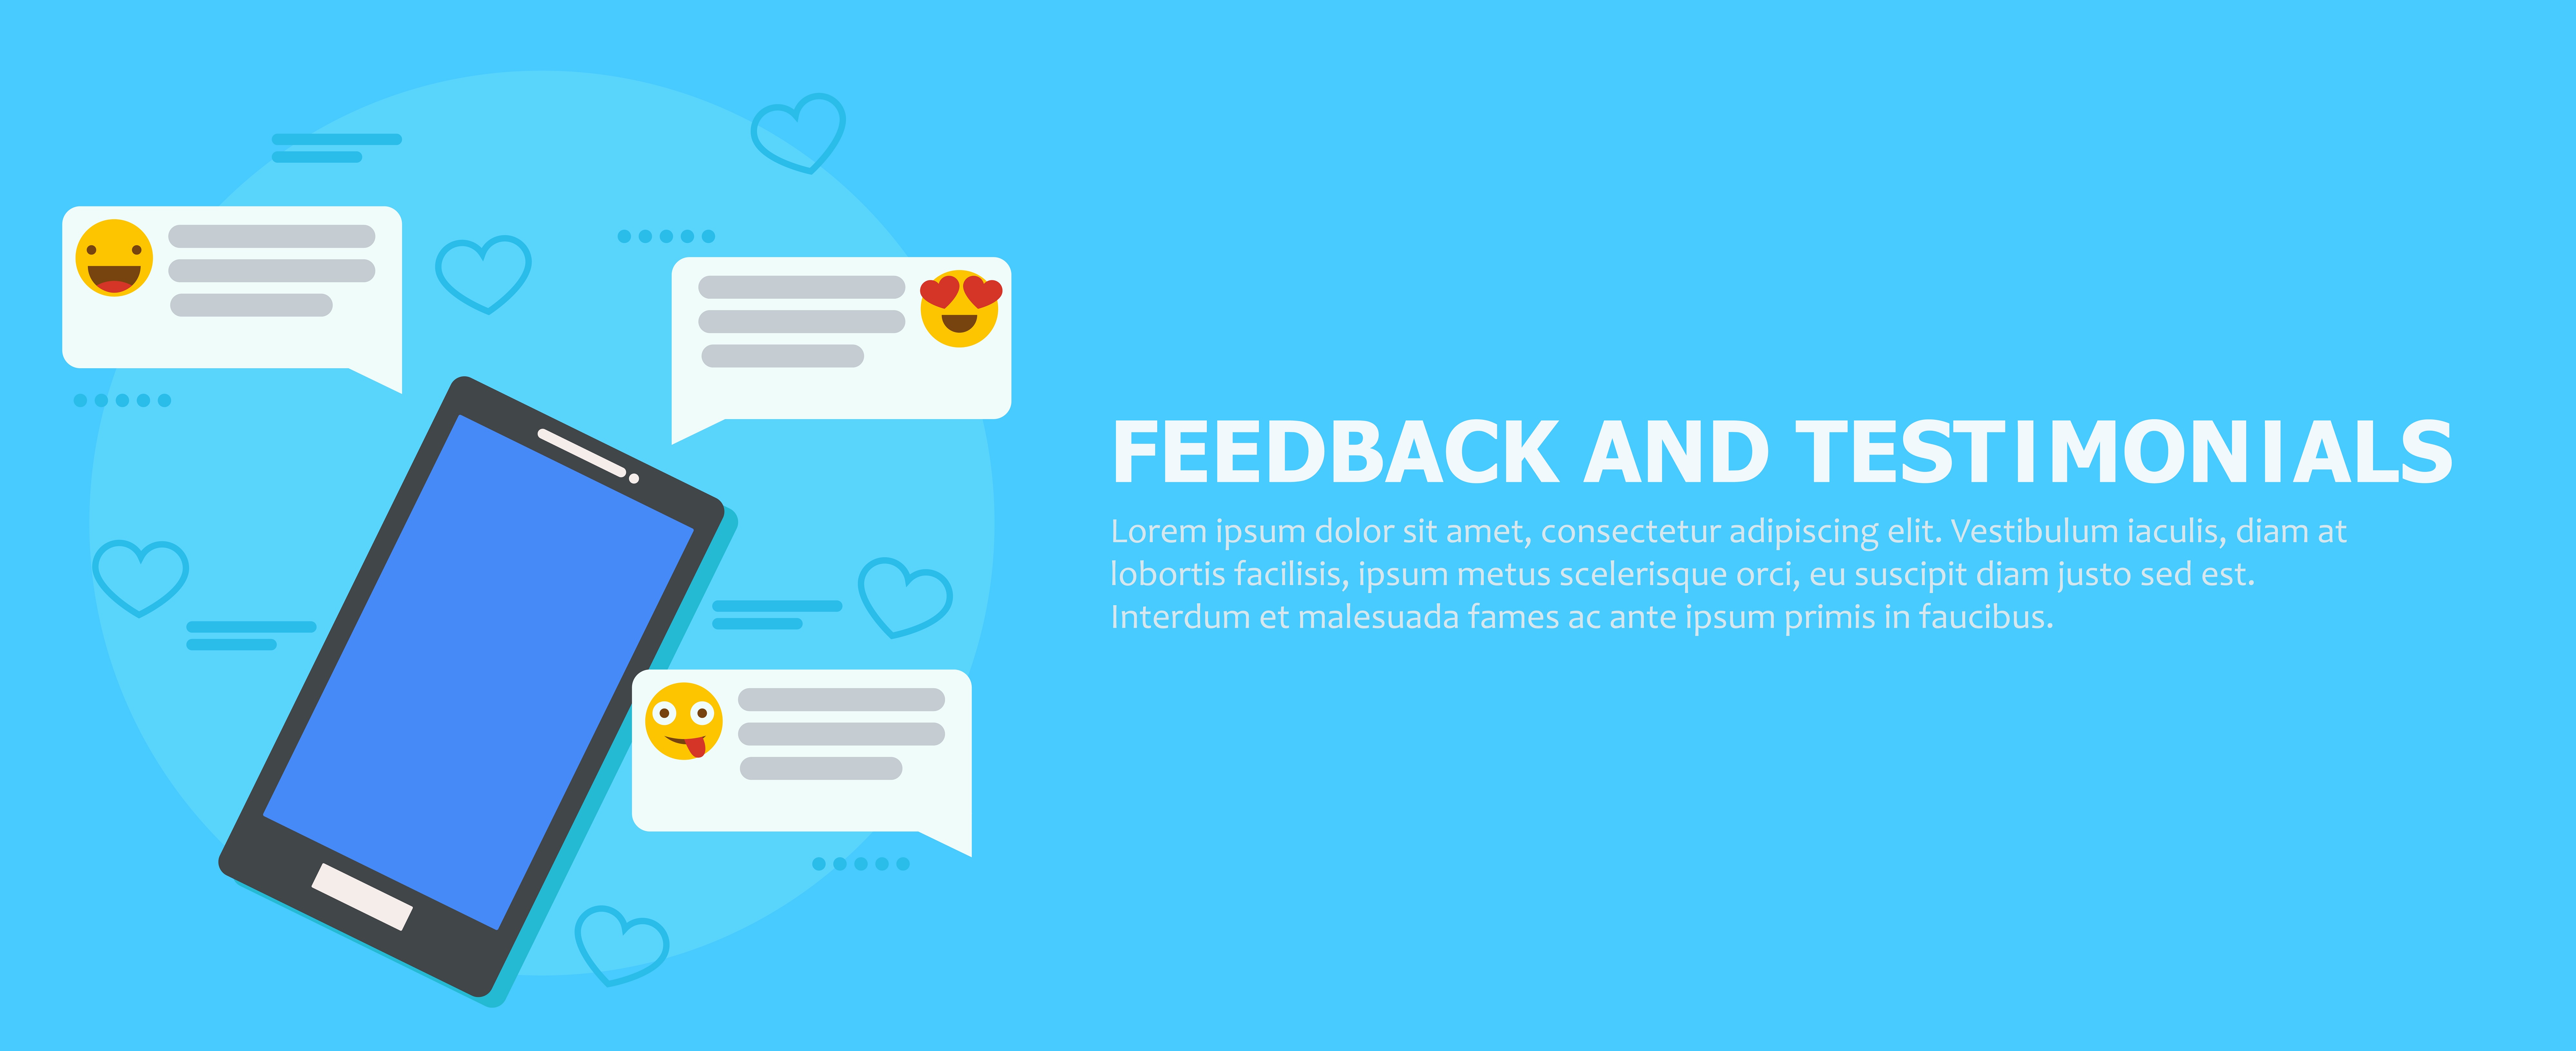 FEEDBACK AND TESTIMONIALS
Lorem ipsum dolor sit amet, consectetur adipiscing elit. Vestibulum iaculis, diam at
lobortis facilisis, ipsum metus scelerisque orci, eu suscipit diam justo sed est.
Interdum et malesuada fames ac ante ipsum primis in faucibus.